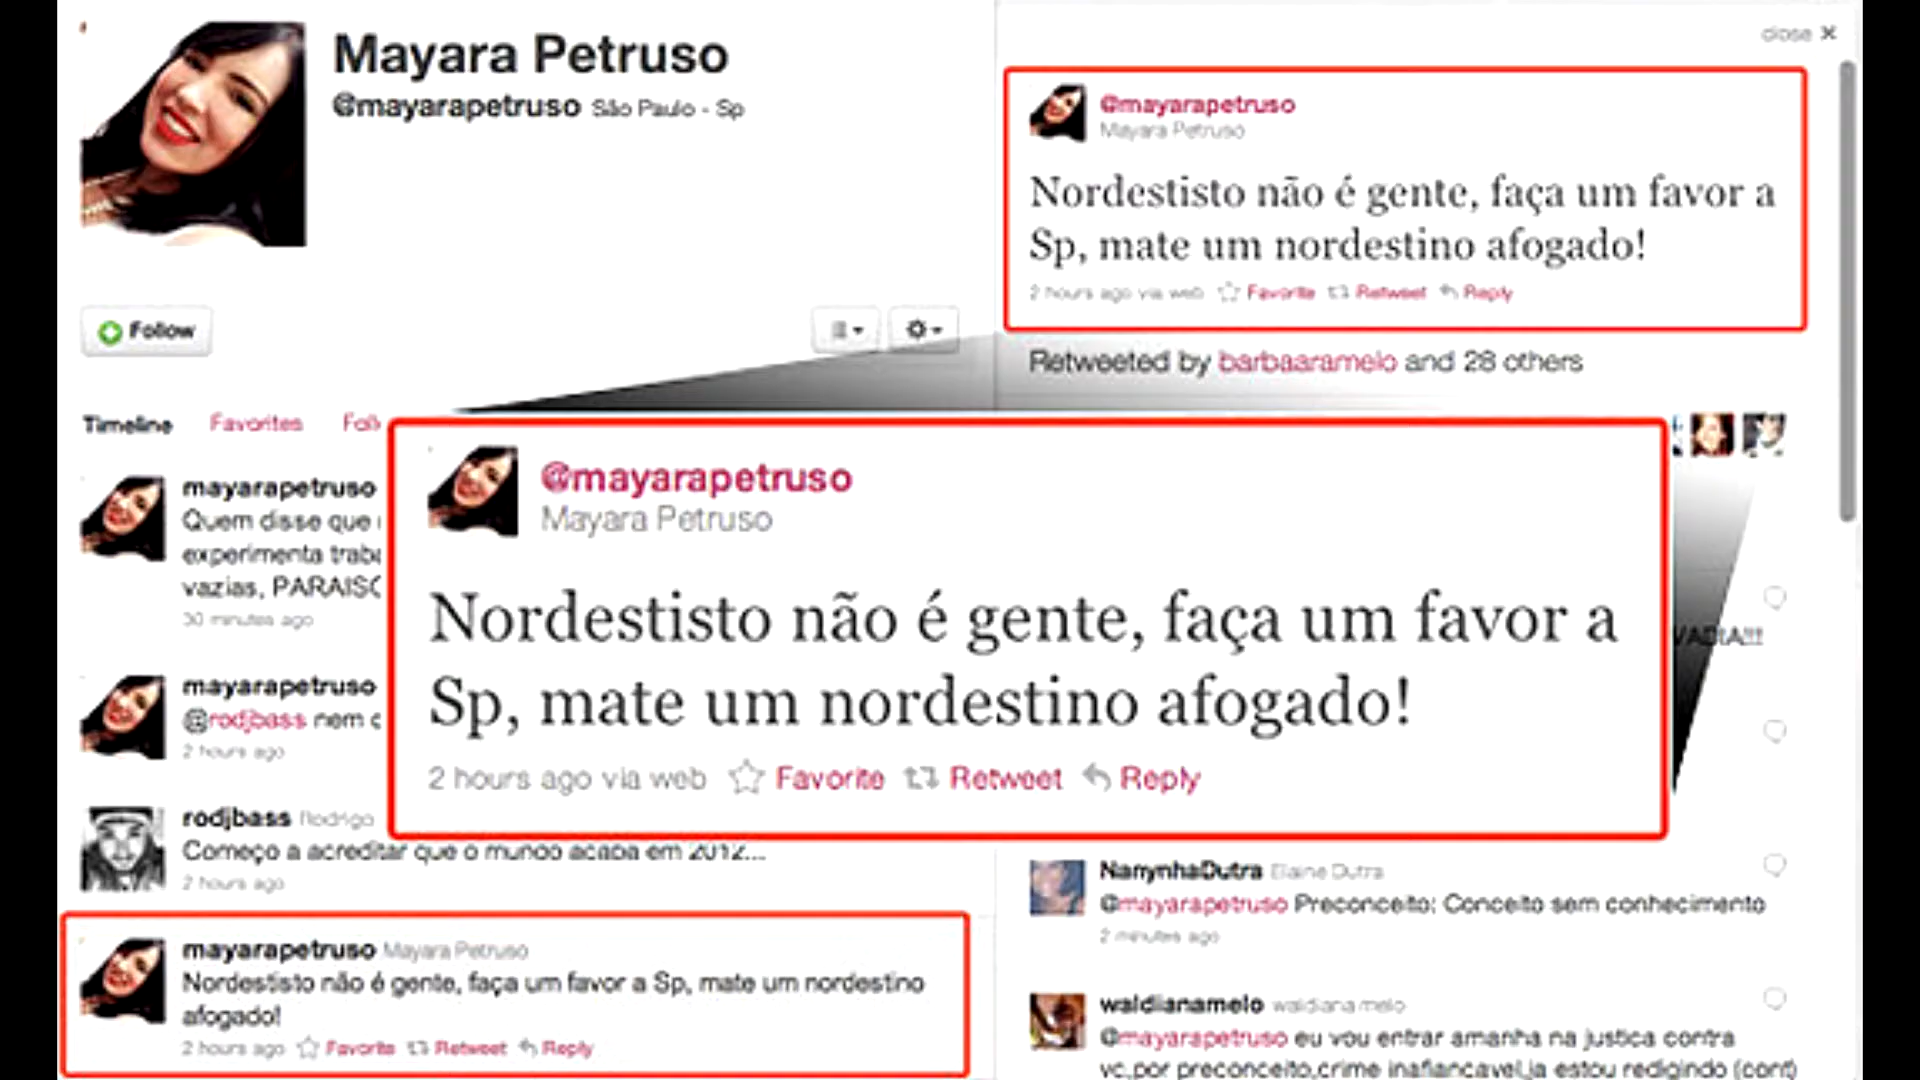 Mayara Petruso
@mayarapetruso São Paulo - Sp
Follow
Timeline Favorites
mayarapetruso
Quem disse que
experimenta
vazias,
30 minutes ago
mayarapetruso
@rodjbass nem
2 hours ago
rodjbass Rodrigo
Começo a acreditar que o mundo acaba em 2012...
2 hours ago
mayarapetruso Mayara Petruso
Nordestisto não é gente, faça um favor a Sp, mate um nordestino
afogado!
2 hours ago Favorite Retweet Reply
close ×
@mayarapetruso
Mayara Petruso
Nordestisto não é gente, faça um favor a
Sp, mate um nordestino afogado!
2 hours ago via web Favorite Retweet Reply
Retweeted by barbaaramelo and 28 others
@mayarapetruso
Mayara Petruso
Nordestisto não é gente, faça um favor a
Sp, mate um nordestino afogado!
2 hours ago via web Favorite Retweet Reply
VADIA!!!
NanynhaDutra Elaine Dutra
@mayarapetruso Preconceito: Conceito sem conhecimento
2 minutes ago
waldianamelo waldiana melo
@mayarapetruso eu vou entrar amanha na justica contra
vc,por preconceito,crime inafiancavel,ja estou redigindo (cont)